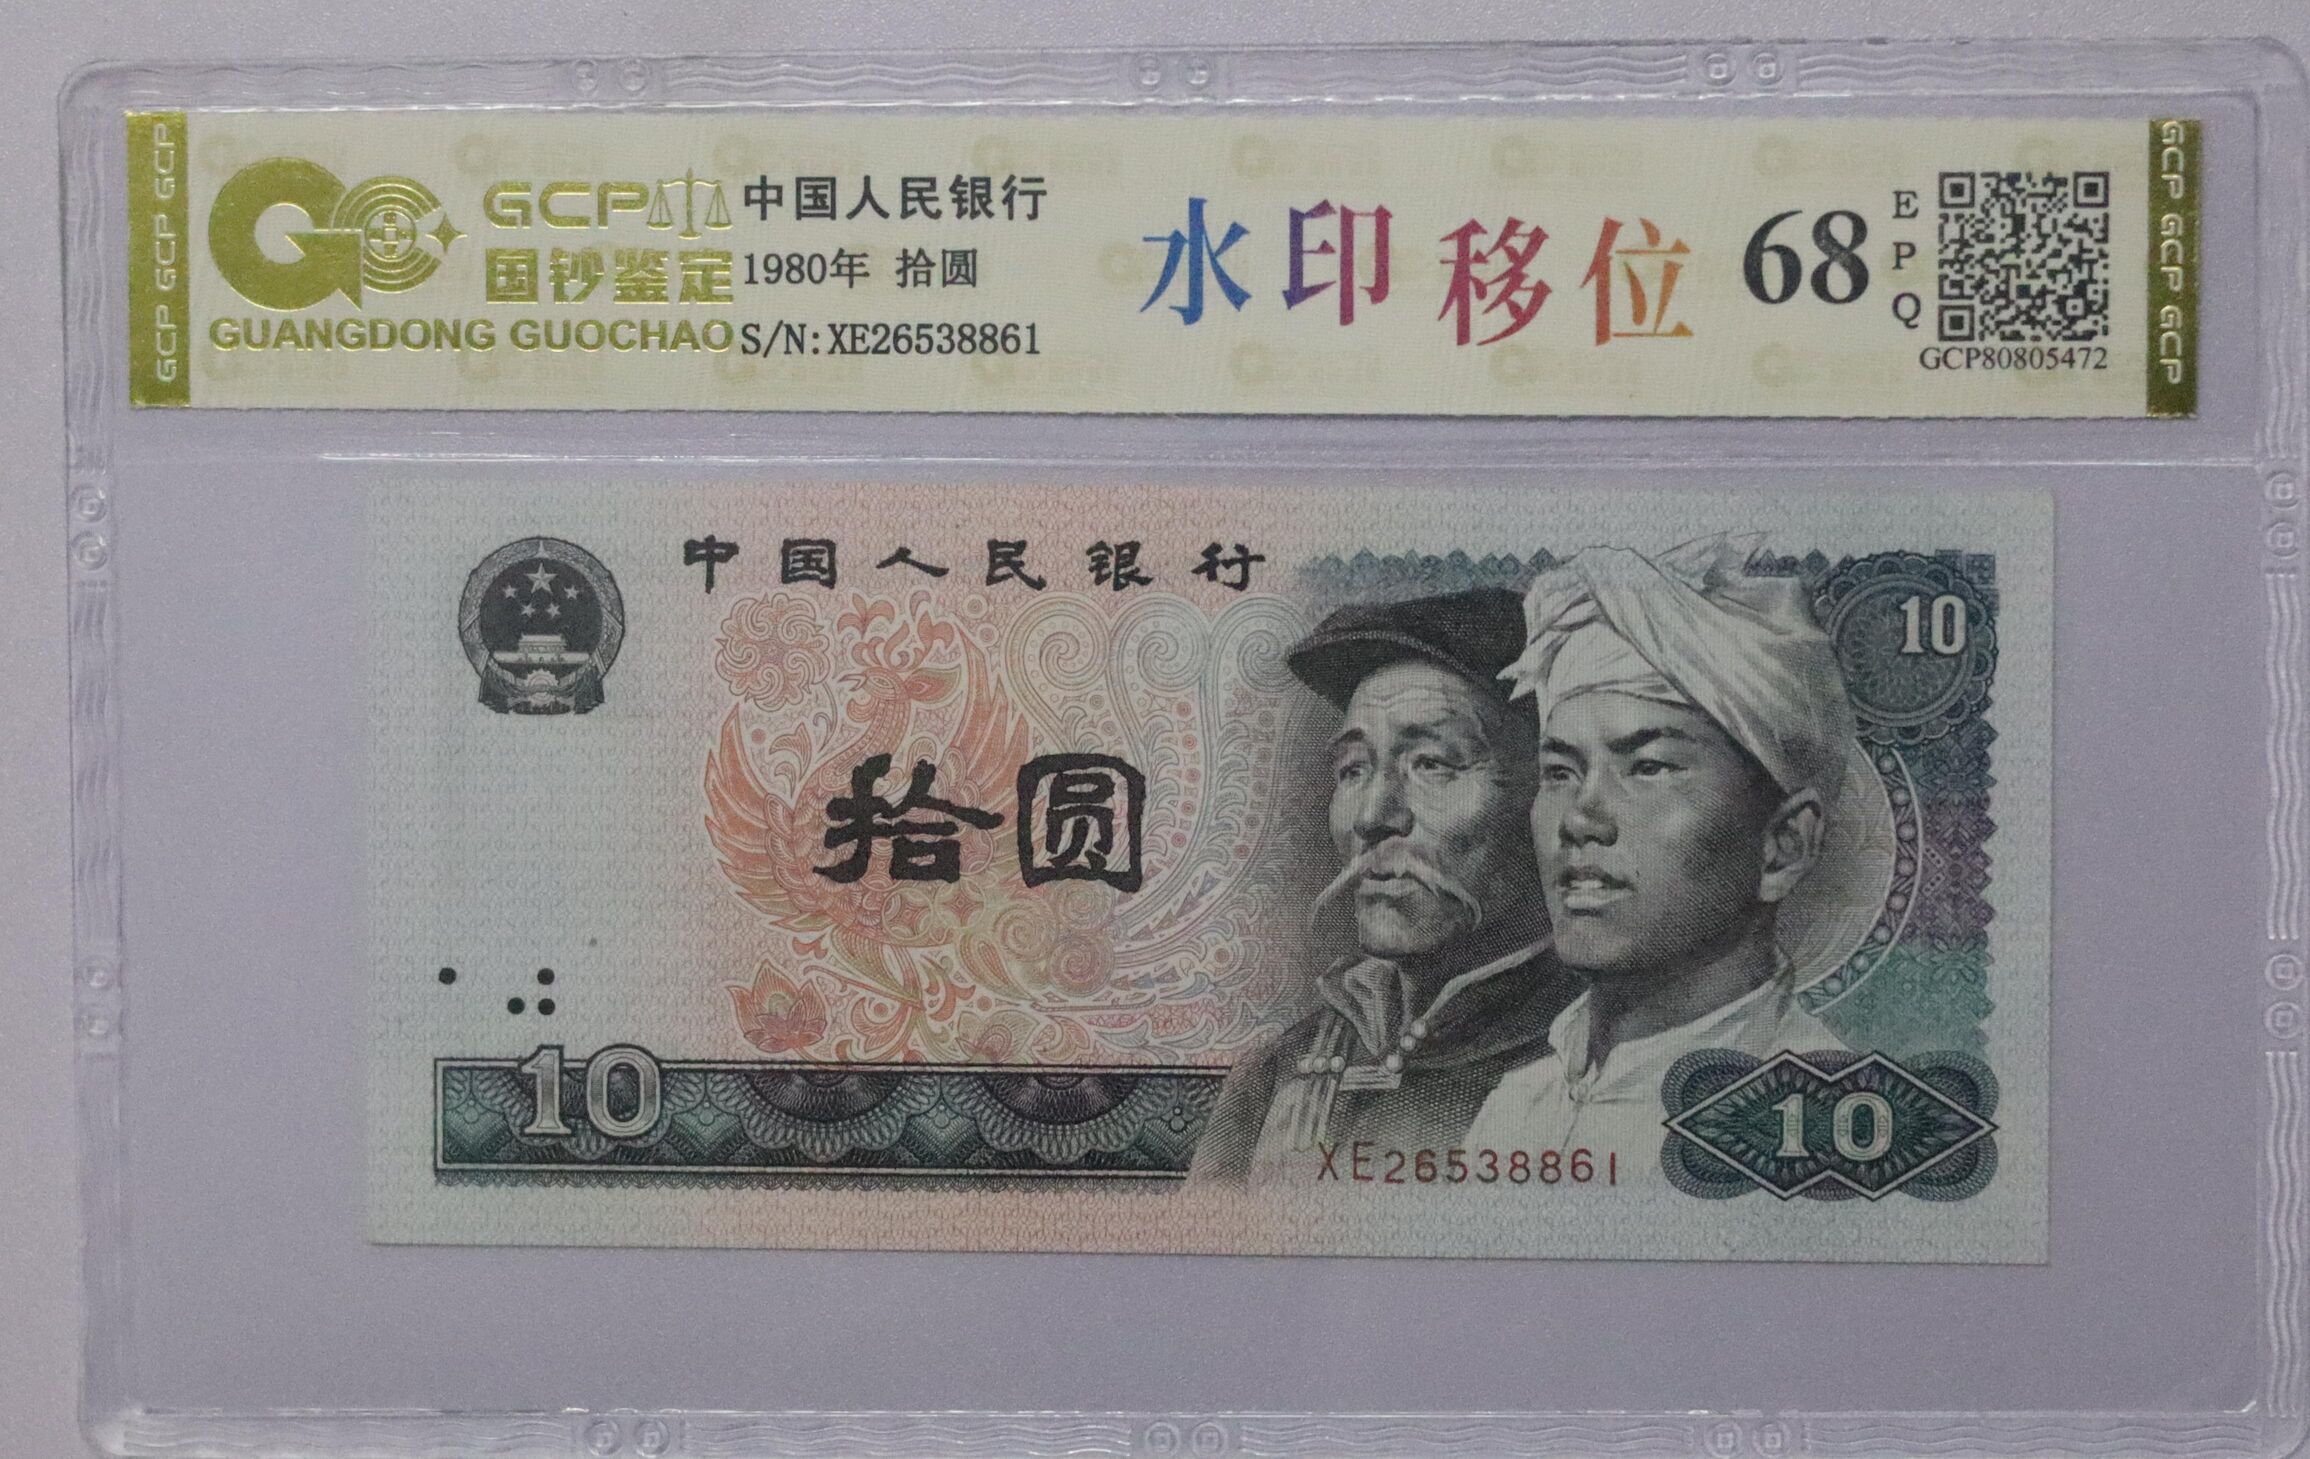 GCP GCP GCP
GCP
国钞鉴定
GUANGDONG GUOCHAO
中国人民银行
1980年 拾圆
S/N:XE26538861
水印移位
68
EPQ
GCP80805472
GCP GCP GCP
中国人民银行
10
拾圆
10
10
XE26538861